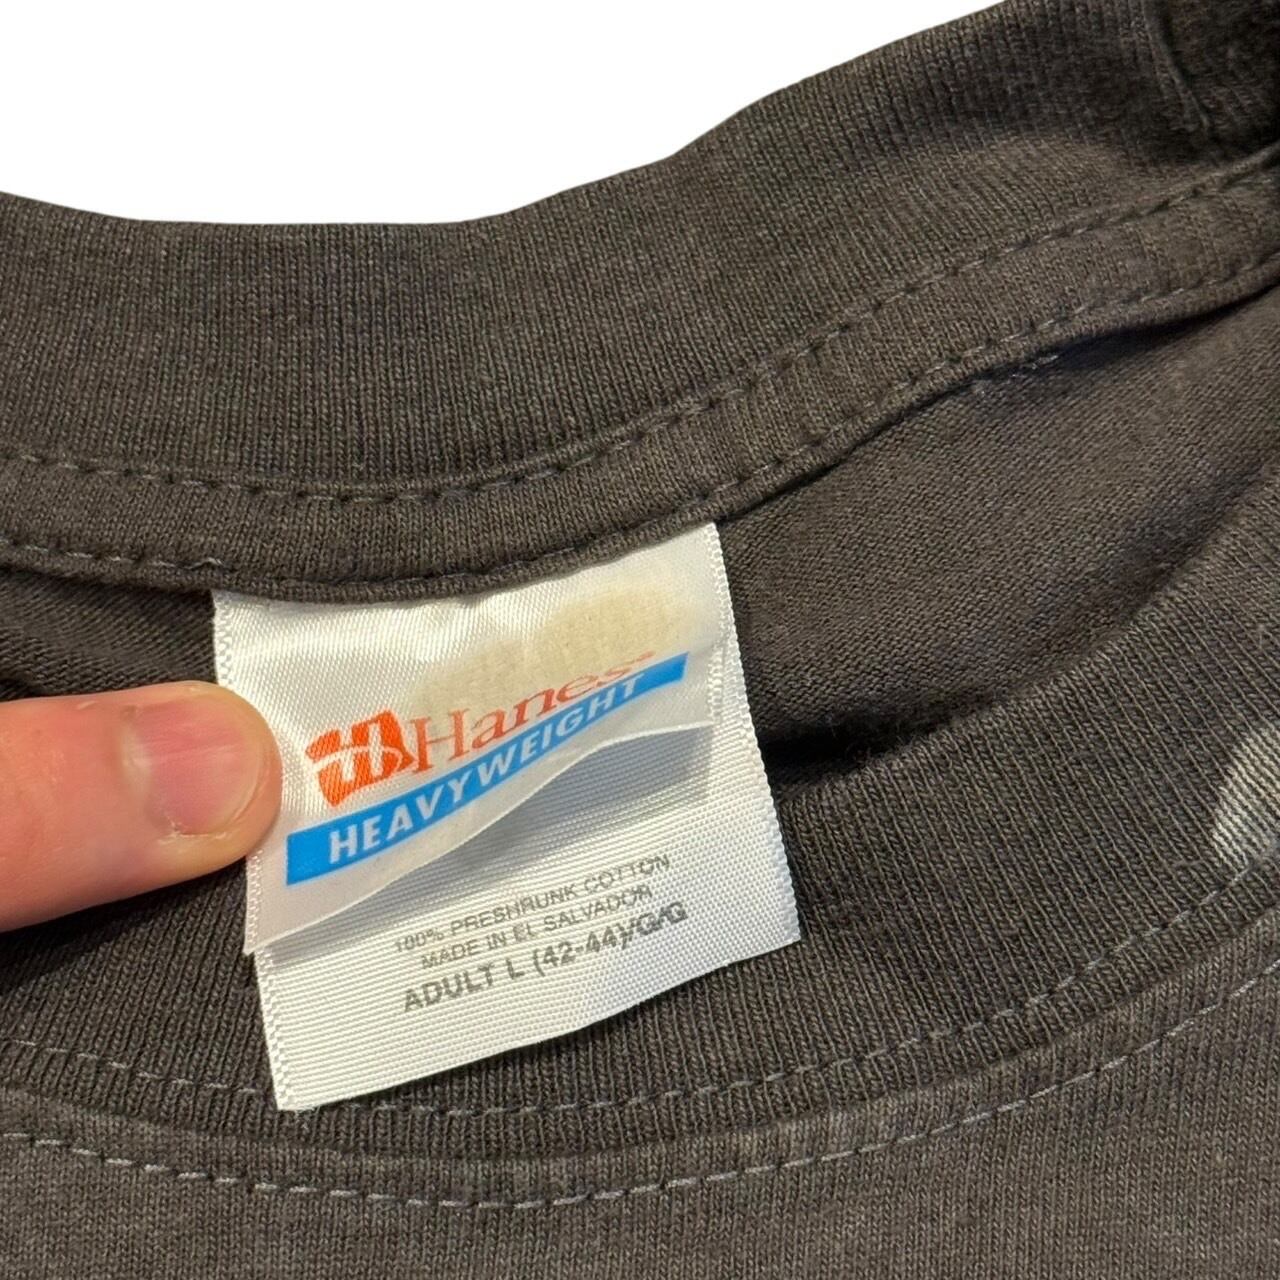 Hanes®
HEAVYWEIGHT
100% PRESHRUNK COTTON
MADE IN EL SALVADOR
ADULT L (42-44)/G/G